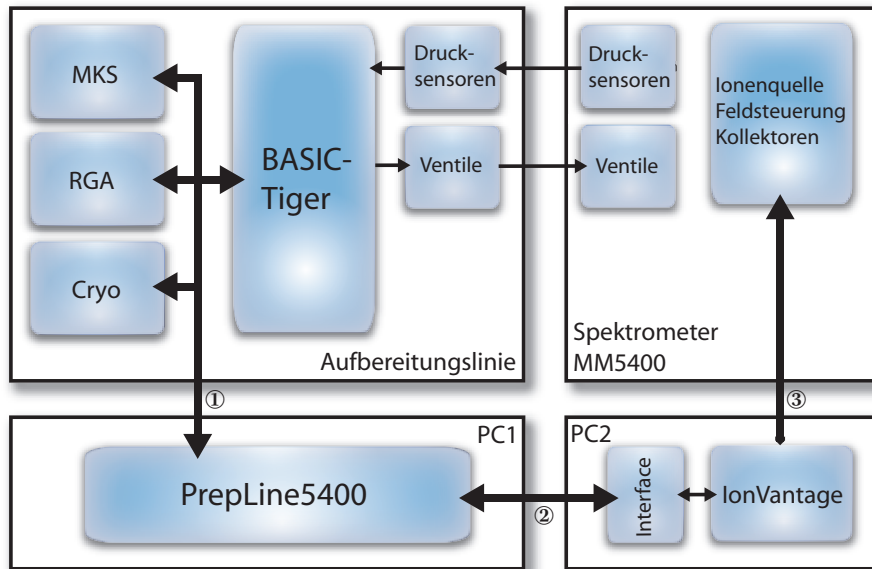 MKS
RGA
Cryo
BASIC-
Tiger
Druck-
sensoren
Ventile
Aufbereitungslinie
Druck-
sensoren
Ventile
Ionenquelle
Feldsteuerung
Kollektoren
Spektrometer
MM5400
①
③
PC1
PrepLine5400
②
PC2
Interface
IonVantage